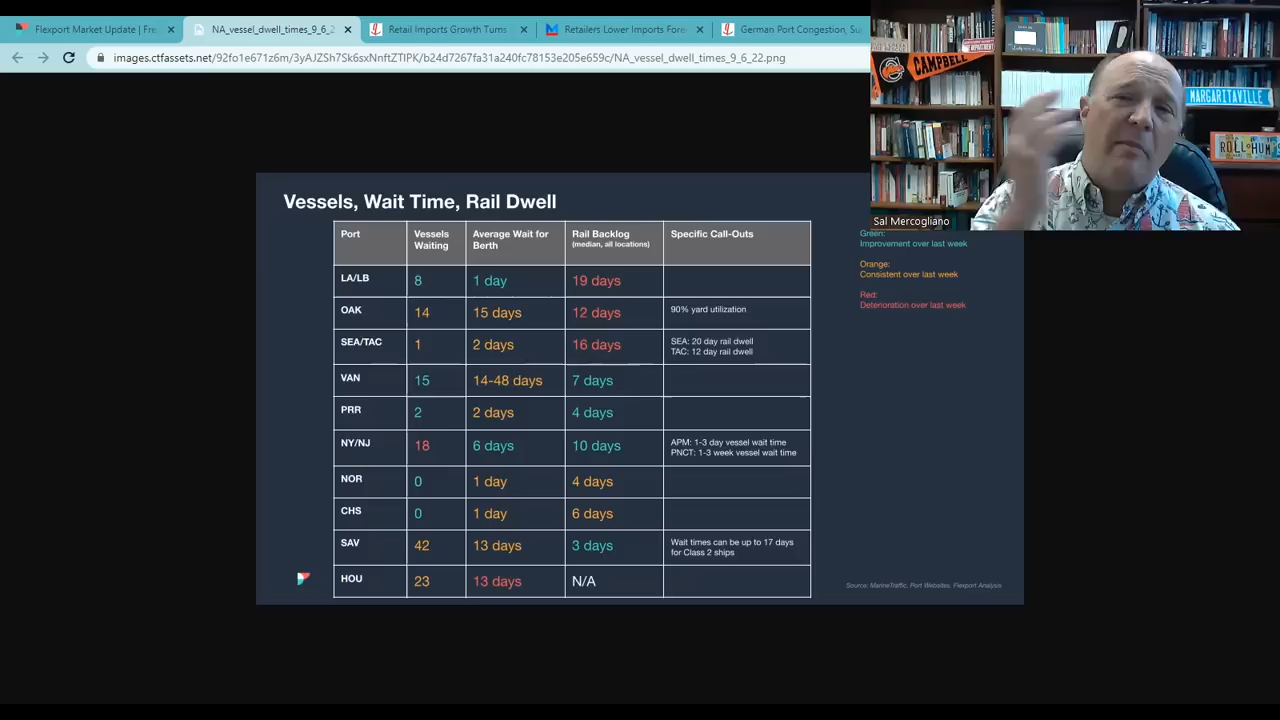 Flexport Market Update | Fre
NA_vessel_dwell_times_9_6_2
Retail Imports Growth Turns
Retailers Lower Imports Fore
German Port Congestion, Su
images.ctfassets.net/92fo1e671z6m/3yAJZSh7Sk6sxNnftZTIPK/b24d7267fa31a240fc78153e205e659c/NA_vessel_dwell_times_9_6_22.png
CAMPBELL
MARGARITAVILLE
ROLL HUM
Sal Mercogliano
Vessels, Wait Time, Rail Dwell
Port
Vessels Waiting
Average Wait for Berth
Rail Backlog
(median, all locations)
Specific Call-Outs
LA/LB 8 1 day 19 days
OAK 14 15 days 12 days 90% yard utilization
SEA/TAC 1 2 days 16 days SEA: 20 day rail dwell
TAC: 12 day rail dwell
VAN 15 14-48 days 7 days
PRR 2 2 days 4 days
NY/NJ 18 6 days 10 days APM: 1-3 day vessel wait time
PNCT: 1-3 week vessel wait time
NOR 0 1 day 4 days
CHS 0 1 day 6 days
SAV 42 13 days 3 days Wait times can be up to 17 days
for Class 2 ships
HOU 23 13 days N/A
Green:
Improvement over last week
Orange:
Consistent over last week
Red:
Deterioration over last week
Source: MarineTraffic, Port Websites, Flexport Analysis